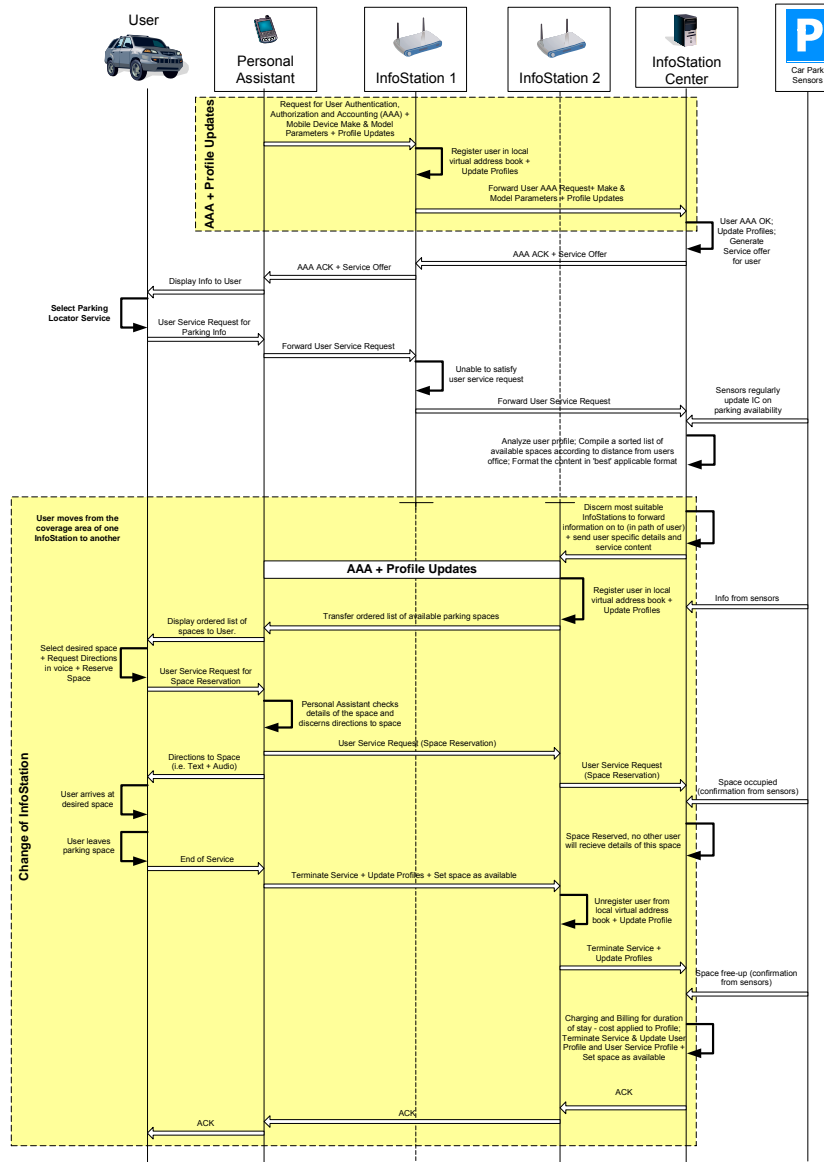 User
Personal
Assistant
InfoStation 1
InfoStation 2
InfoStation
Center
P
Car Park
Sensors
AAA + Profile Updates
Request for User Authentication,
Authorization and Accounting (AAA) +
Mobile Device Make & Model
Parameters + Profile Updates
Register user in local
virtual address book +
Update Profiles
Forward User AAA Request+ Make &
Model Parameters + Profile Updates
User AAA OK;
Update Profiles;
Generate
Service offer
for user
AAA ACK + Service Offer
AAA ACK + Service Offer
Display Info to User
Select Parking
Locator Service
User Service Request for
Parking Info
Forward User Service Request
Unable to satisfy
user service request
Forward User Service Request
Sensors regularly
update IC on
parking availability
Analyze user profile; Compile a sorted list of
available spaces according to distance from users
office; Format the content in 'best' applicable format
Change of InfoStation
User moves from the
coverage area of one
InfoStation to another
Discern most suitable
InfoStations to forward
information on to (in path of user)
+ send user specific details and
service content
AAA + Profile Updates
Register user in local
virtual address book +
Update Profiles
Info from sensors
Transfer ordered list of available parking spaces
Display ordered list of
spaces to User.
Select desired space
+ Request Directions
in voice + Reserve
Space
User Service Request for
Space Reservation
Personal Assistant checks
details of the space and
discerns directions to space
User Service Request (Space Reservation)
Directions to Space
(i.e. Text + Audio)
User Service Request
(Space Reservation)
Space occupied
(confirmation from sensors)
User arrives at
desired space
Space Reserved, no other user
will recieve details of this space
User leaves
parking space
End of Service
Terminate Service + Update Profiles + Set space as available
Unregister user from
local virtual address
book + Update Profile
Terminate Service +
Update Profiles
Space free-up (confirmation
from sensors)
Charging and Billing for duration
of stay - cost applied to Profile;
Terminate Service & Update User
Profile and User Service Profile +
Set space as available
ACK
ACK
ACK